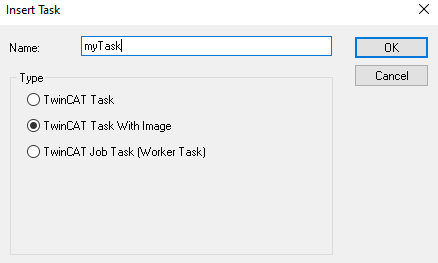 Insert Task
Name: myTask OK
Cancel
Type
TwinCAT Task
TwinCAT Task With Image
TwinCAT Job Task (Worker Task)